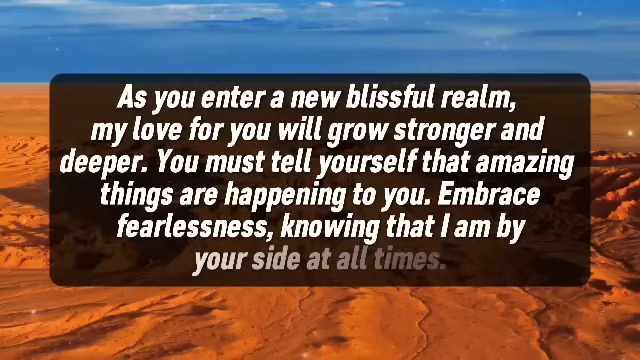 As you enter a new blissful realm,
my love for you will grow stronger and
deeper. You must tell yourself that amazing
things are happening to you. Embrace
fearlessness, knowing that I am by
your side at all times.